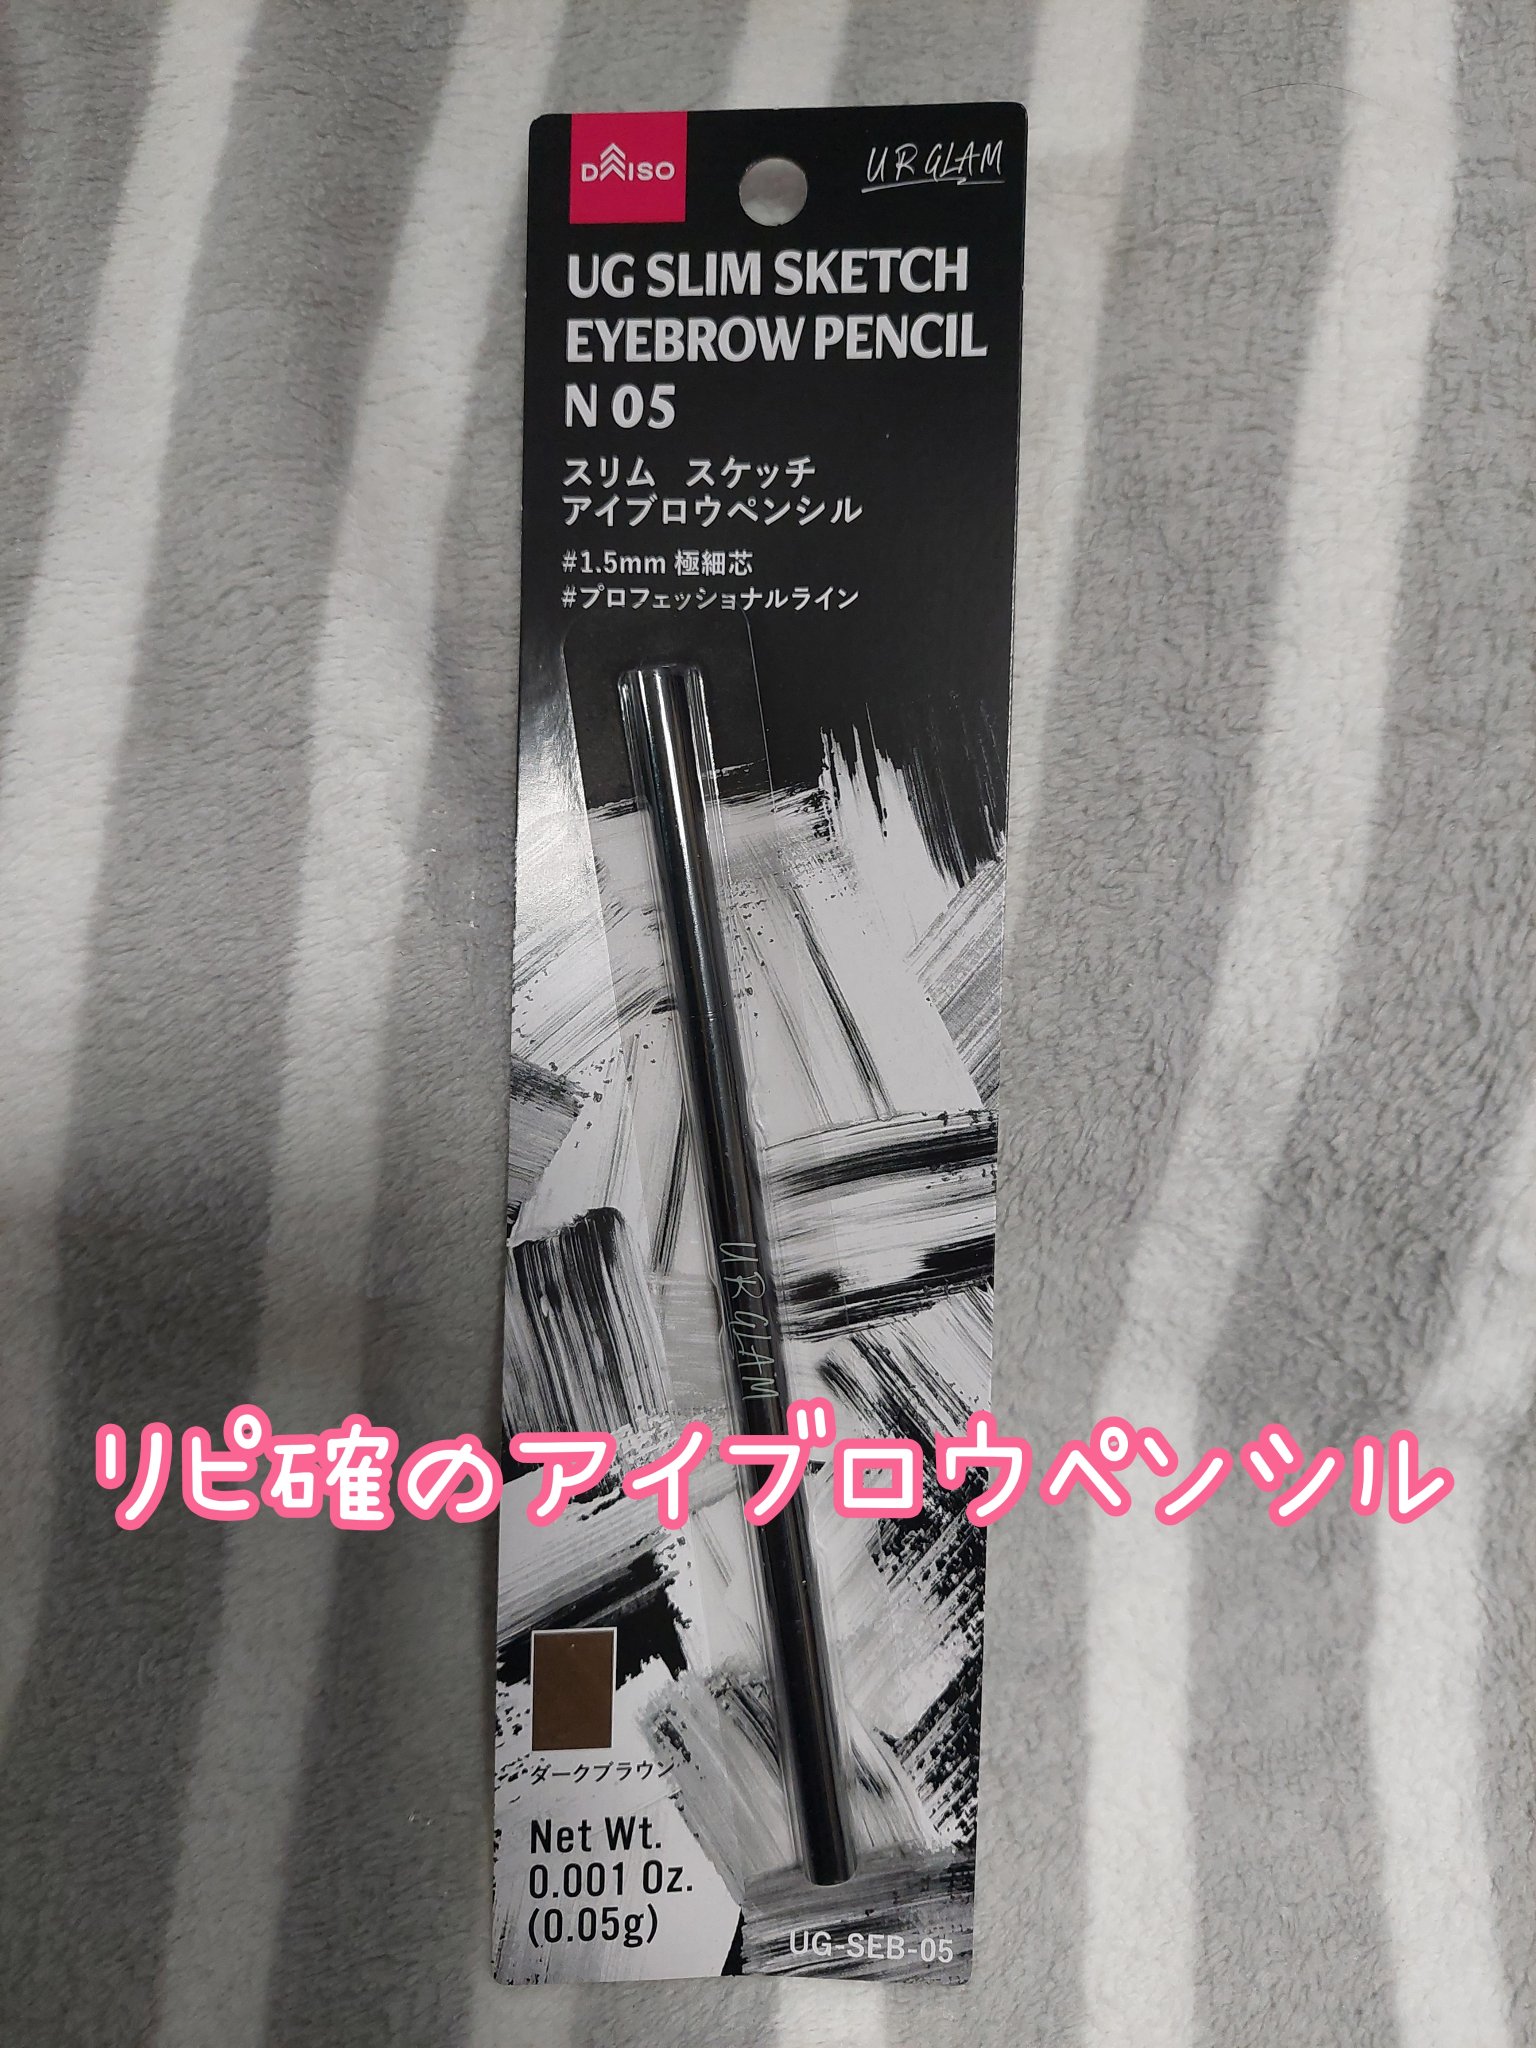 DAISO
UR GLAM
UG SLIM SKETCH
EYEBROW PENCIL
N 05
スリム スケッチ
アイブロウペンシル
#1.5mm 極細芯
#プロフェッショナルライン
UR GLAM
リピ確のアイブロウペンシル
ダークブラウン
Net Wt.
0.001 Oz.
(0.05g)
UG-SEB-05